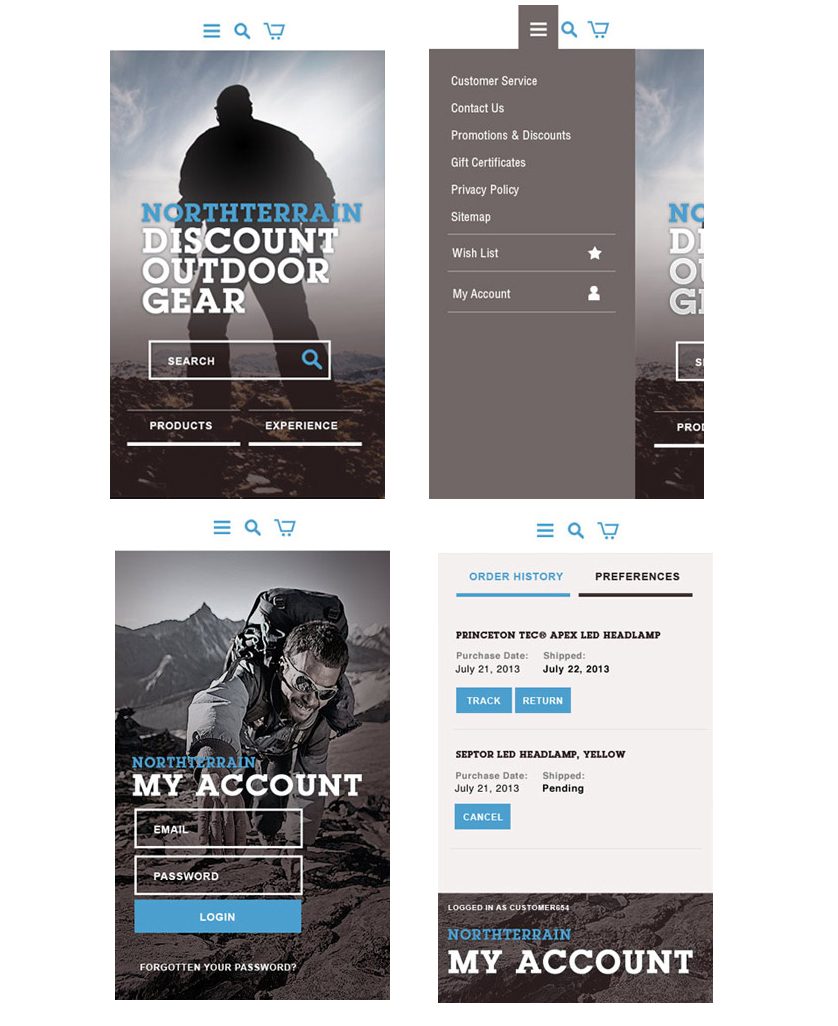 NORTHTERRAIN
DISCOUNT
OUTDOOR
GEAR
SEARCH
PRODUCTS
EXPERIENCE
Customer Service
Contact Us
Promotions & Discounts
Gift Certificates
Privacy Policy
Sitemap
Wish List
My Account
NO
DI
OU
GE
S
PROD
NORTHTERRAIN
MY ACCOUNT
EMAIL
PASSWORD
LOGIN
FORGOTTEN YOUR PASSWORD?
ORDER HISTORY
PREFERENCES
PRINCETON TEC® APEX LED HEADLAMP
Purchase Date: Shipped:
July 21, 2013 July 22, 2013
TRACK RETURN
SEPTOR LED HEADLAMP, YELLOW
Purchase Date: Shipped:
July 21, 2013 Pending
CANCEL
LOGGED IN AS CUSTOMER654
NORTHTERRAIN
MY ACCOUNT